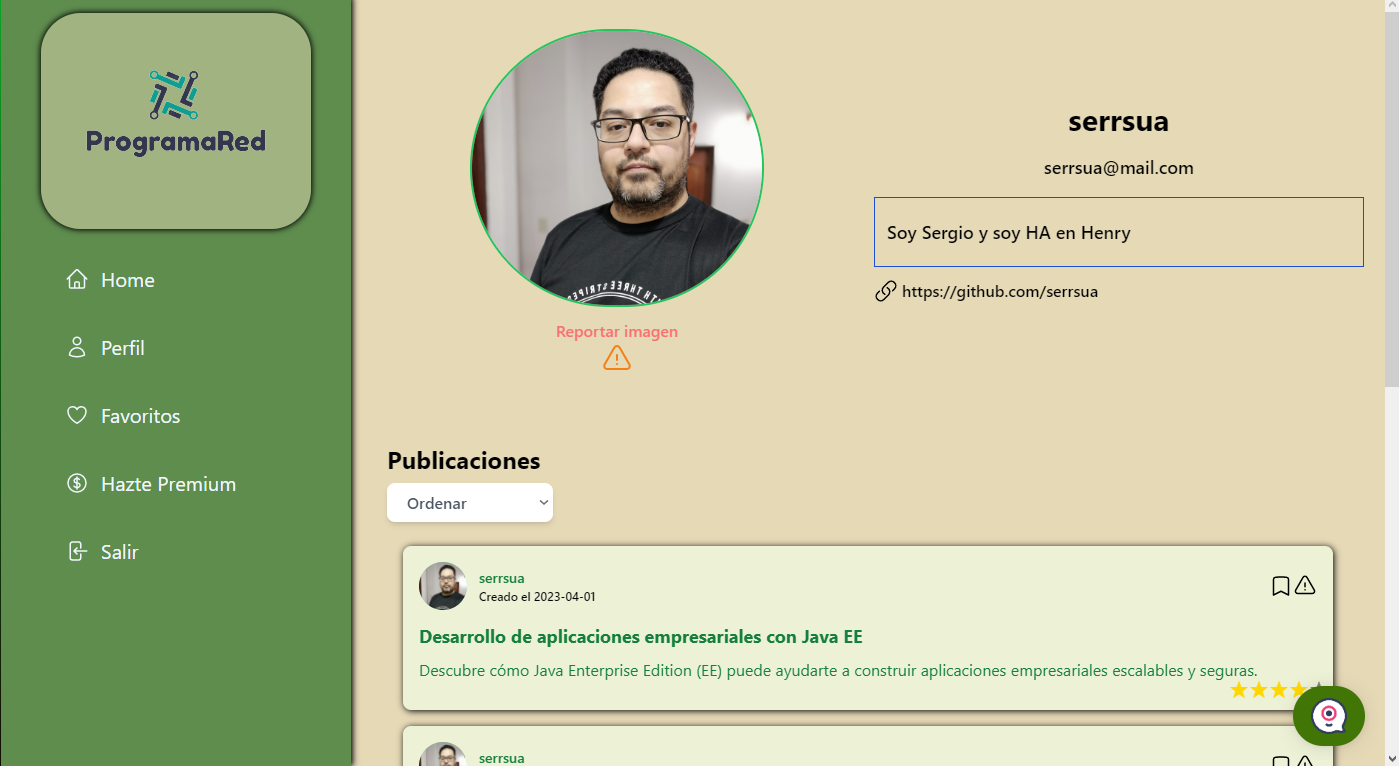 ProgramaRed
Home
Perfil
Favoritos
Hazte Premium
Salir
Reportar imagen
serrsua
serrsua@mail.com
Soy Sergio y soy HA en Henry
https://github.com/serrsua
Publicaciones
Ordenar
serrsua
Creado el 2023-04-01
Desarrollo de aplicaciones empresariales con Java EE
Descubre cómo Java Enterprise Edition (EE) puede ayudarte a construir aplicaciones empresariales escalables y seguras.
serrsua